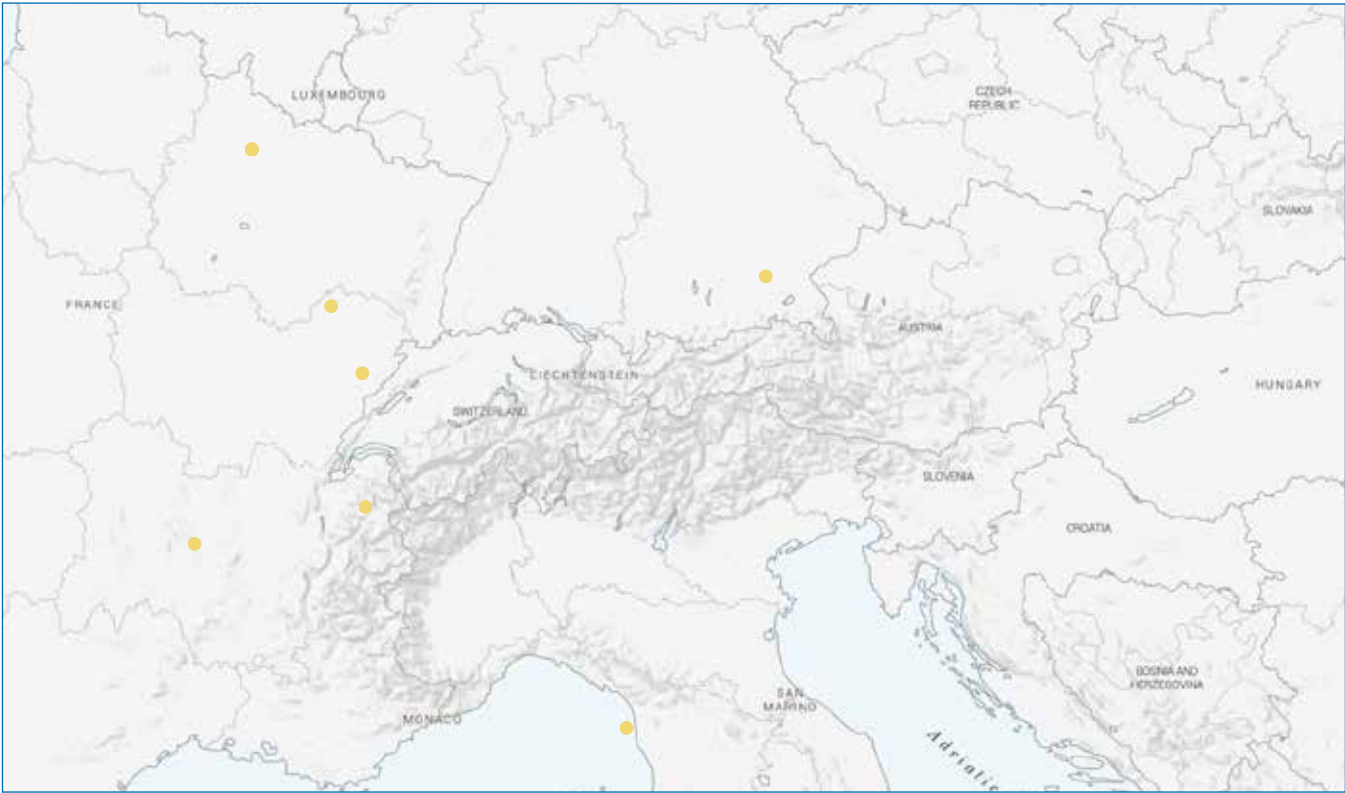 LUXEMBOURG
CZECH
REPUBLIC
SLOVAKIA
FRANCE
AUSTRIA
LIECHTENSTEIN
HUNGARY
SWITZERLAND
SLOVENIA
CROATIA
BOSNIA AND
HERZEGOVINA
SAN
MARINO
MONACO
Adriatic